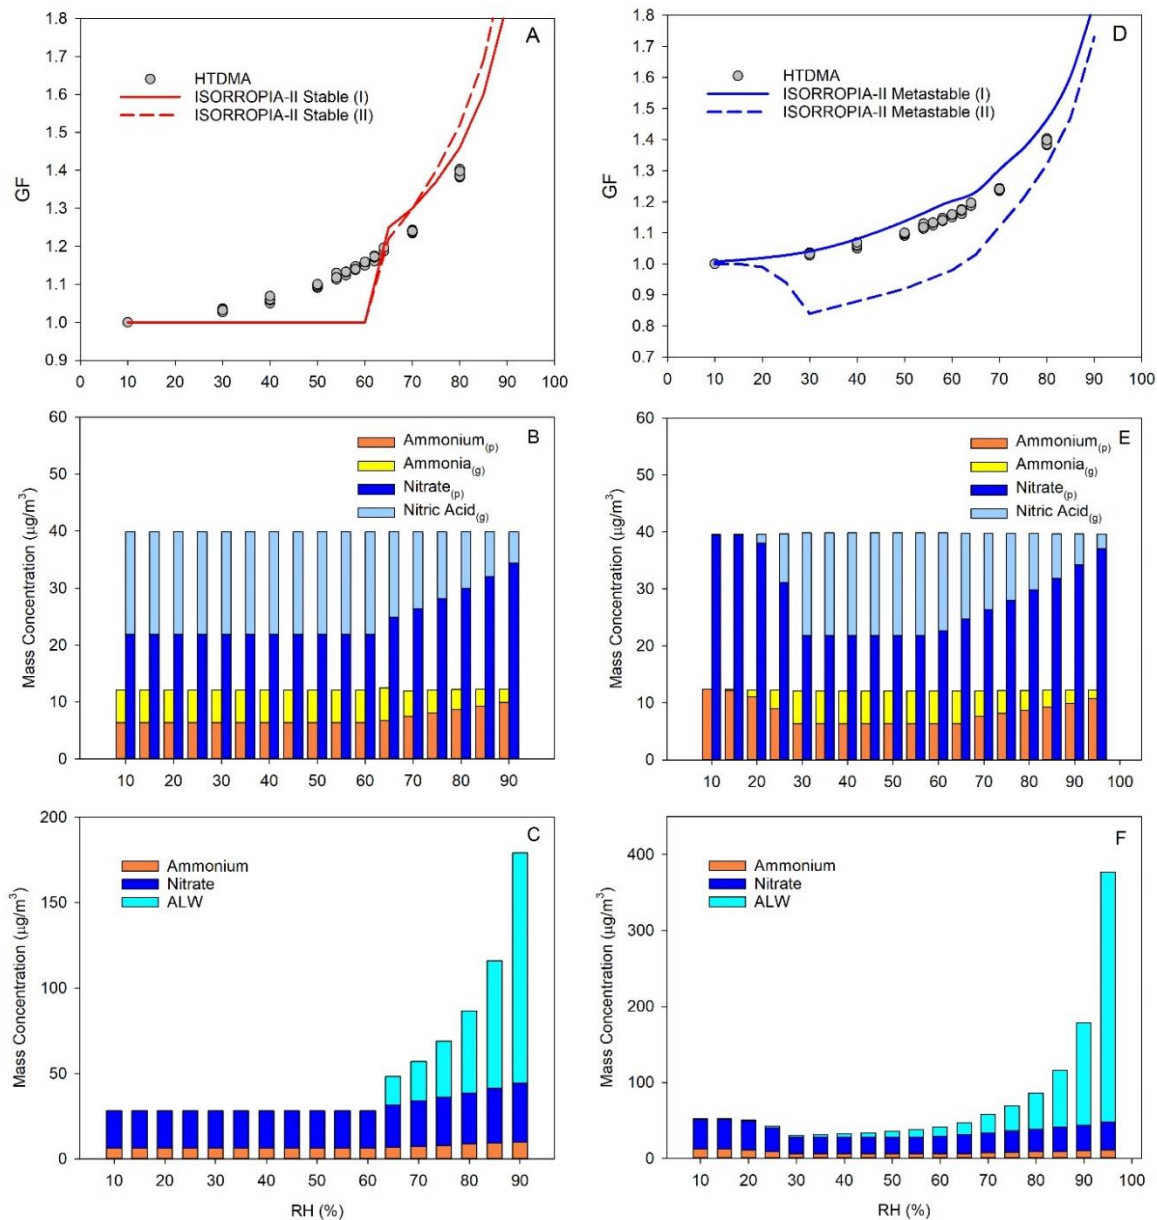 A
1.8
1.7
1.6
1.5
1.4
1.3
1.2
1.1
1.0
0.9
GF
HTDMA
ISORROPIA-II Stable (I)
ISORROPIA-II Stable (II)
0 10 20 30 40 50 60 70 80 90 100
D
1.8
1.7
1.6
1.5
1.4
1.3
1.2
1.1
1.0
0.9
0.8
0.7
GF
HTDMA
ISORROPIA-II Metastable (I)
ISORROPIA-II Metastable (II)
0 10 20 30 40 50 60 70 80 90 100
B
60
50
40
30
20
10
0
Mass Concentration (µg/m³)
Ammonium(p)
Ammonia(g)
Nitrate(p)
Nitric Acid(g)
10 20 30 40 50 60 70 80 90
E
60
50
40
30
20
10
0
Mass Concentration (µg/m³)
Ammonium(p)
Ammonia(g)
Nitrate(p)
Nitric Acid(g)
10 20 30 40 50 60 70 80 90 100
C
200
150
100
50
0
Mass Concentration (µg/m³)
Ammonium
Nitrate
ALW
10 20 30 40 50 60 70 80 90
RH (%)
F
400
300
200
100
0
Mass Concentration (µg/m³)
Ammonium
Nitrate
ALW
10 20 30 40 50 60 70 80 90 100
RH (%)